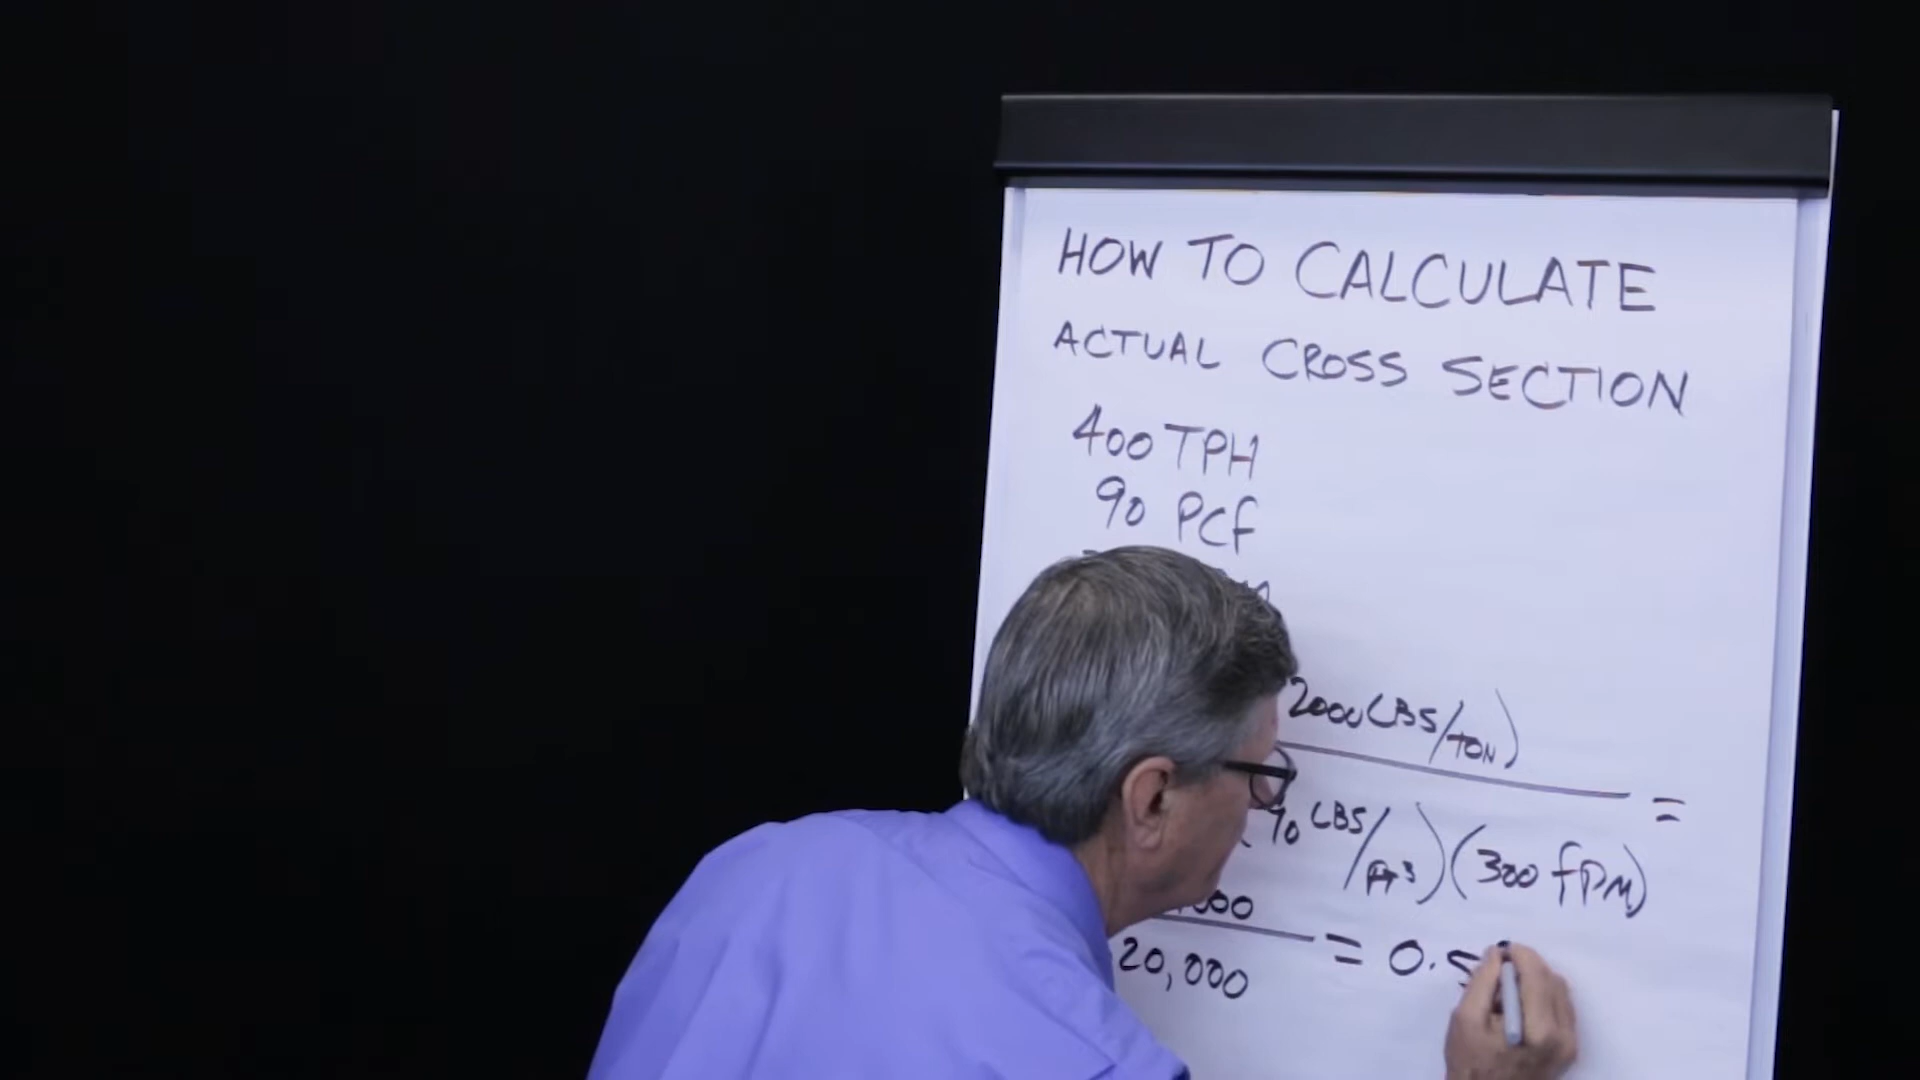 HOW TO CALCULATE
ACTUAL CROSS SECTION
400 TPH
90 PCF
2000 LBS/TON)
=
90 LBS/Ft3)(300 fPM)
000
20,000 = 0.5